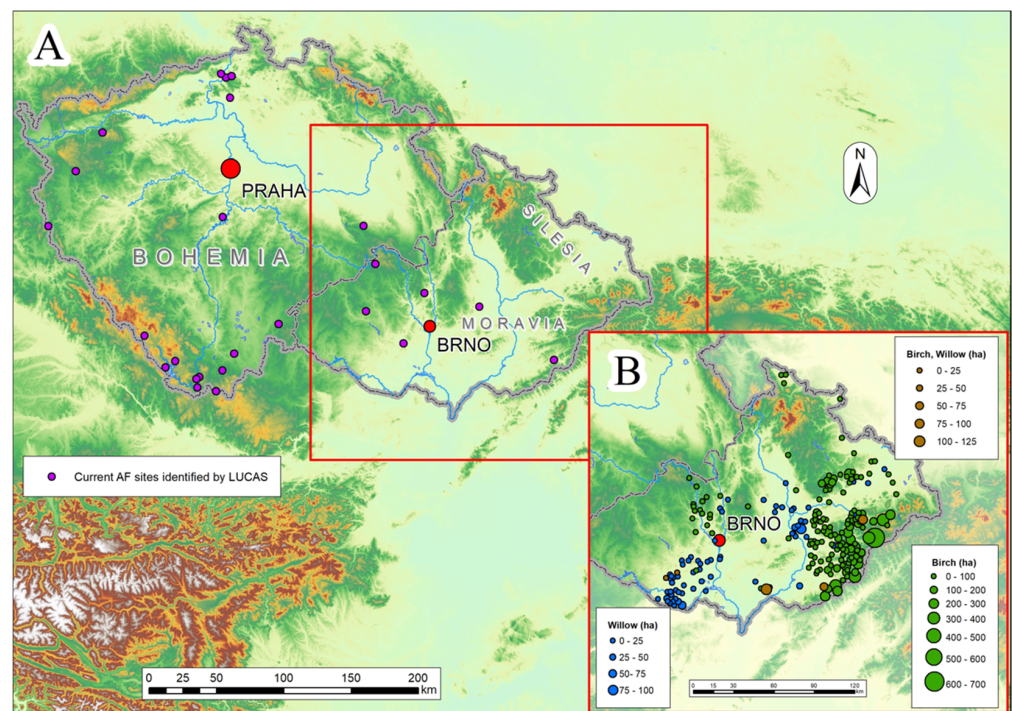 A
N
PRAHA
BOHEMIA
SILESIA
MORAVIA
BRNO
Current AF sites identified by LUCAS
0 25 50 100 150 200
km
B
BRNO
Birch, Willow (ha)
0 - 25
25 - 50
50 - 75
75 - 100
100 - 125
Birch (ha)
0 - 100
100 - 200
200 - 300
300 - 400
400 - 500
500 - 600
600 - 700
Willow (ha)
0 - 25
25 - 50
50- 75
75 - 100
0 15 30 60 90 120
km